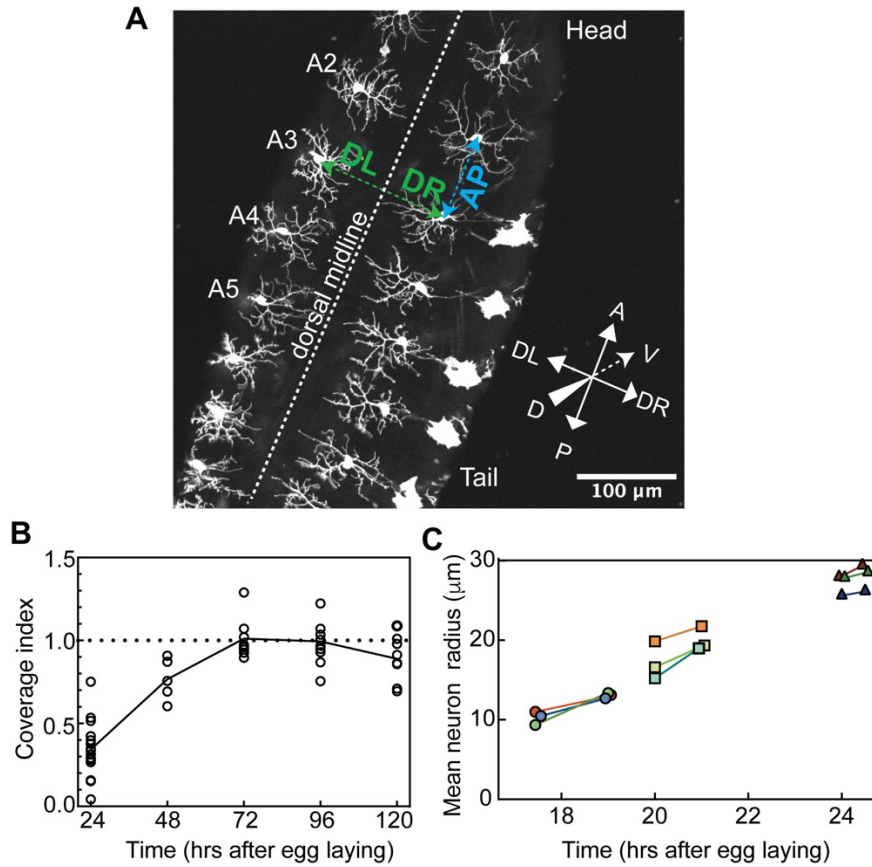 A
Head
A2
A3
DL
DR
AP
A4
A5
dorsal midline
A
DL
V
D
DR
P
Tail
100 µm
B
C
1.5
1.0
0.5
0.0
Coverage index
24
48
72
96
120
Time (hrs after egg laying)
30
20
10
0
Mean neuron radius (µm)
18
20
22
24
Time (hrs after egg laying)